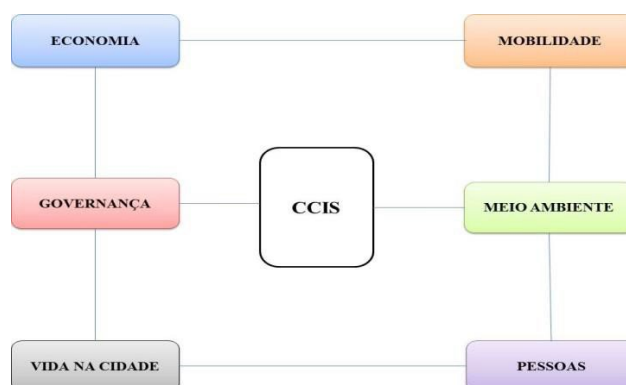 ECONOMIA
MOBILIDADE
GOVERNANÇA
CCIS
MEIO AMBIENTE
VIDA NA CIDADE
PESSOAS